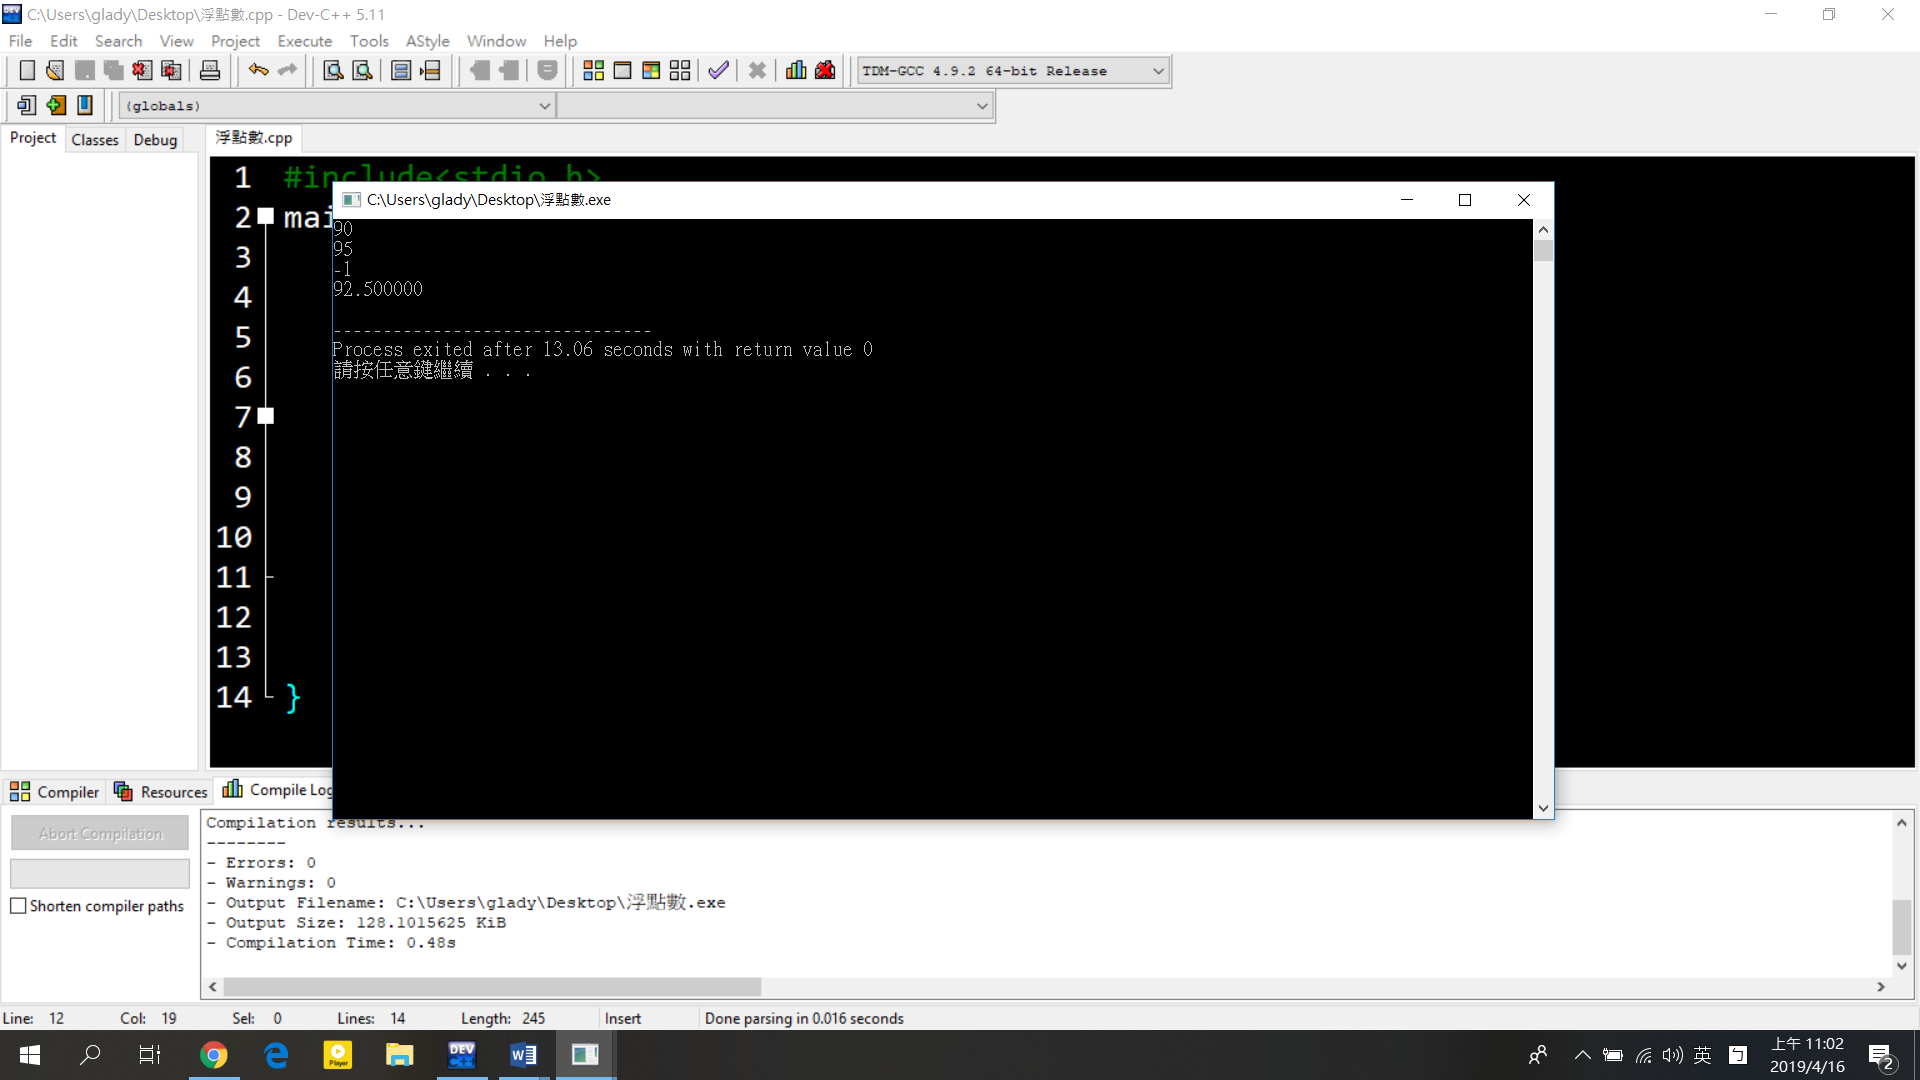 C:\Users\glady\Desktop\浮點數.cpp - Dev-C++ 5.11
File Edit Search View Project Execute Tools AStyle Window Help
TDM-GCC 4.9.2 64-bit Release
(globals)
Project Classes Debug
浮點數.cpp
1 #include<stdio.h>
C:\Users\glady\Desktop\浮點數.exe
2 mai
90
95
-1
92.500000
--------------------------------
Process exited after 13.06 seconds with return value 0
請按任意鍵繼續 . . .
3
4
5
6
7
8
9
10
11
12
13
14 }
Compiler Resources Compile Log
Abort Compilation
Shorten compiler paths
Compilation results...
--------
- Errors: 0
- Warnings: 0
- Output Filename: C:\Users\glady\Desktop\浮點數.exe
- Output Size: 128.1015625 KiB
- Compilation Time: 0.48s
Line: 12 Col: 19 Sel: 0 Lines: 14 Length: 245 Insert Done parsing in 0.016 seconds
DEV
Player
英
上午 11:02
2019/4/16
2